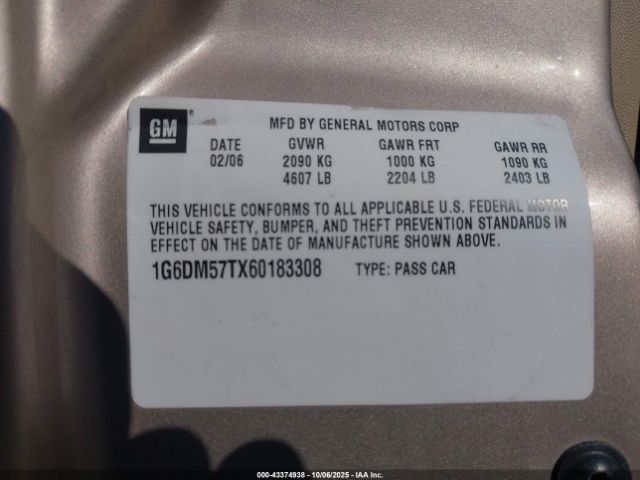 GM
MFD BY GENERAL MOTORS CORP
DATE GVWR GAWR FRT GAWR RR
02/06 2090 KG 1000 KG 1090 KG
4607 LB 2204 LB 2403 LB
THIS VEHICLE CONFORMS TO ALL APPLICABLE U.S. FEDERAL MOTOR
VEHICLE SAFETY, BUMPER, AND THEFT PREVENTION STANDARDS IN
EFFECT ON THE DATE OF MANUFACTURE SHOWN ABOVE.
1G6DM57TX60183308 TYPE: PASS CAR
000-43374938 - 10/06/2025 - IAA Inc.